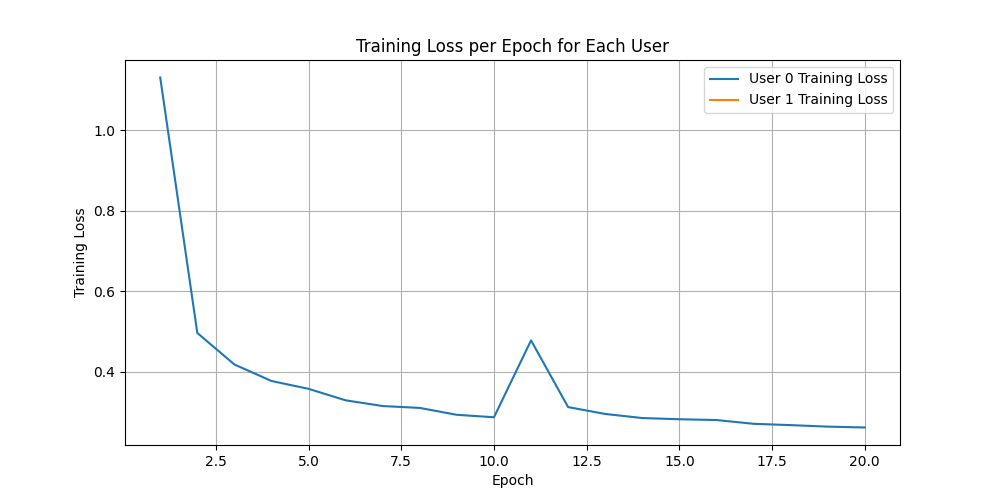 Training Loss per Epoch for Each User
User 0 Training Loss
User 1 Training Loss
1.0
0.8
0.6
0.4
Training Loss
2.5
5.0
7.5
10.0
12.5
15.0
17.5
20.0
Epoch